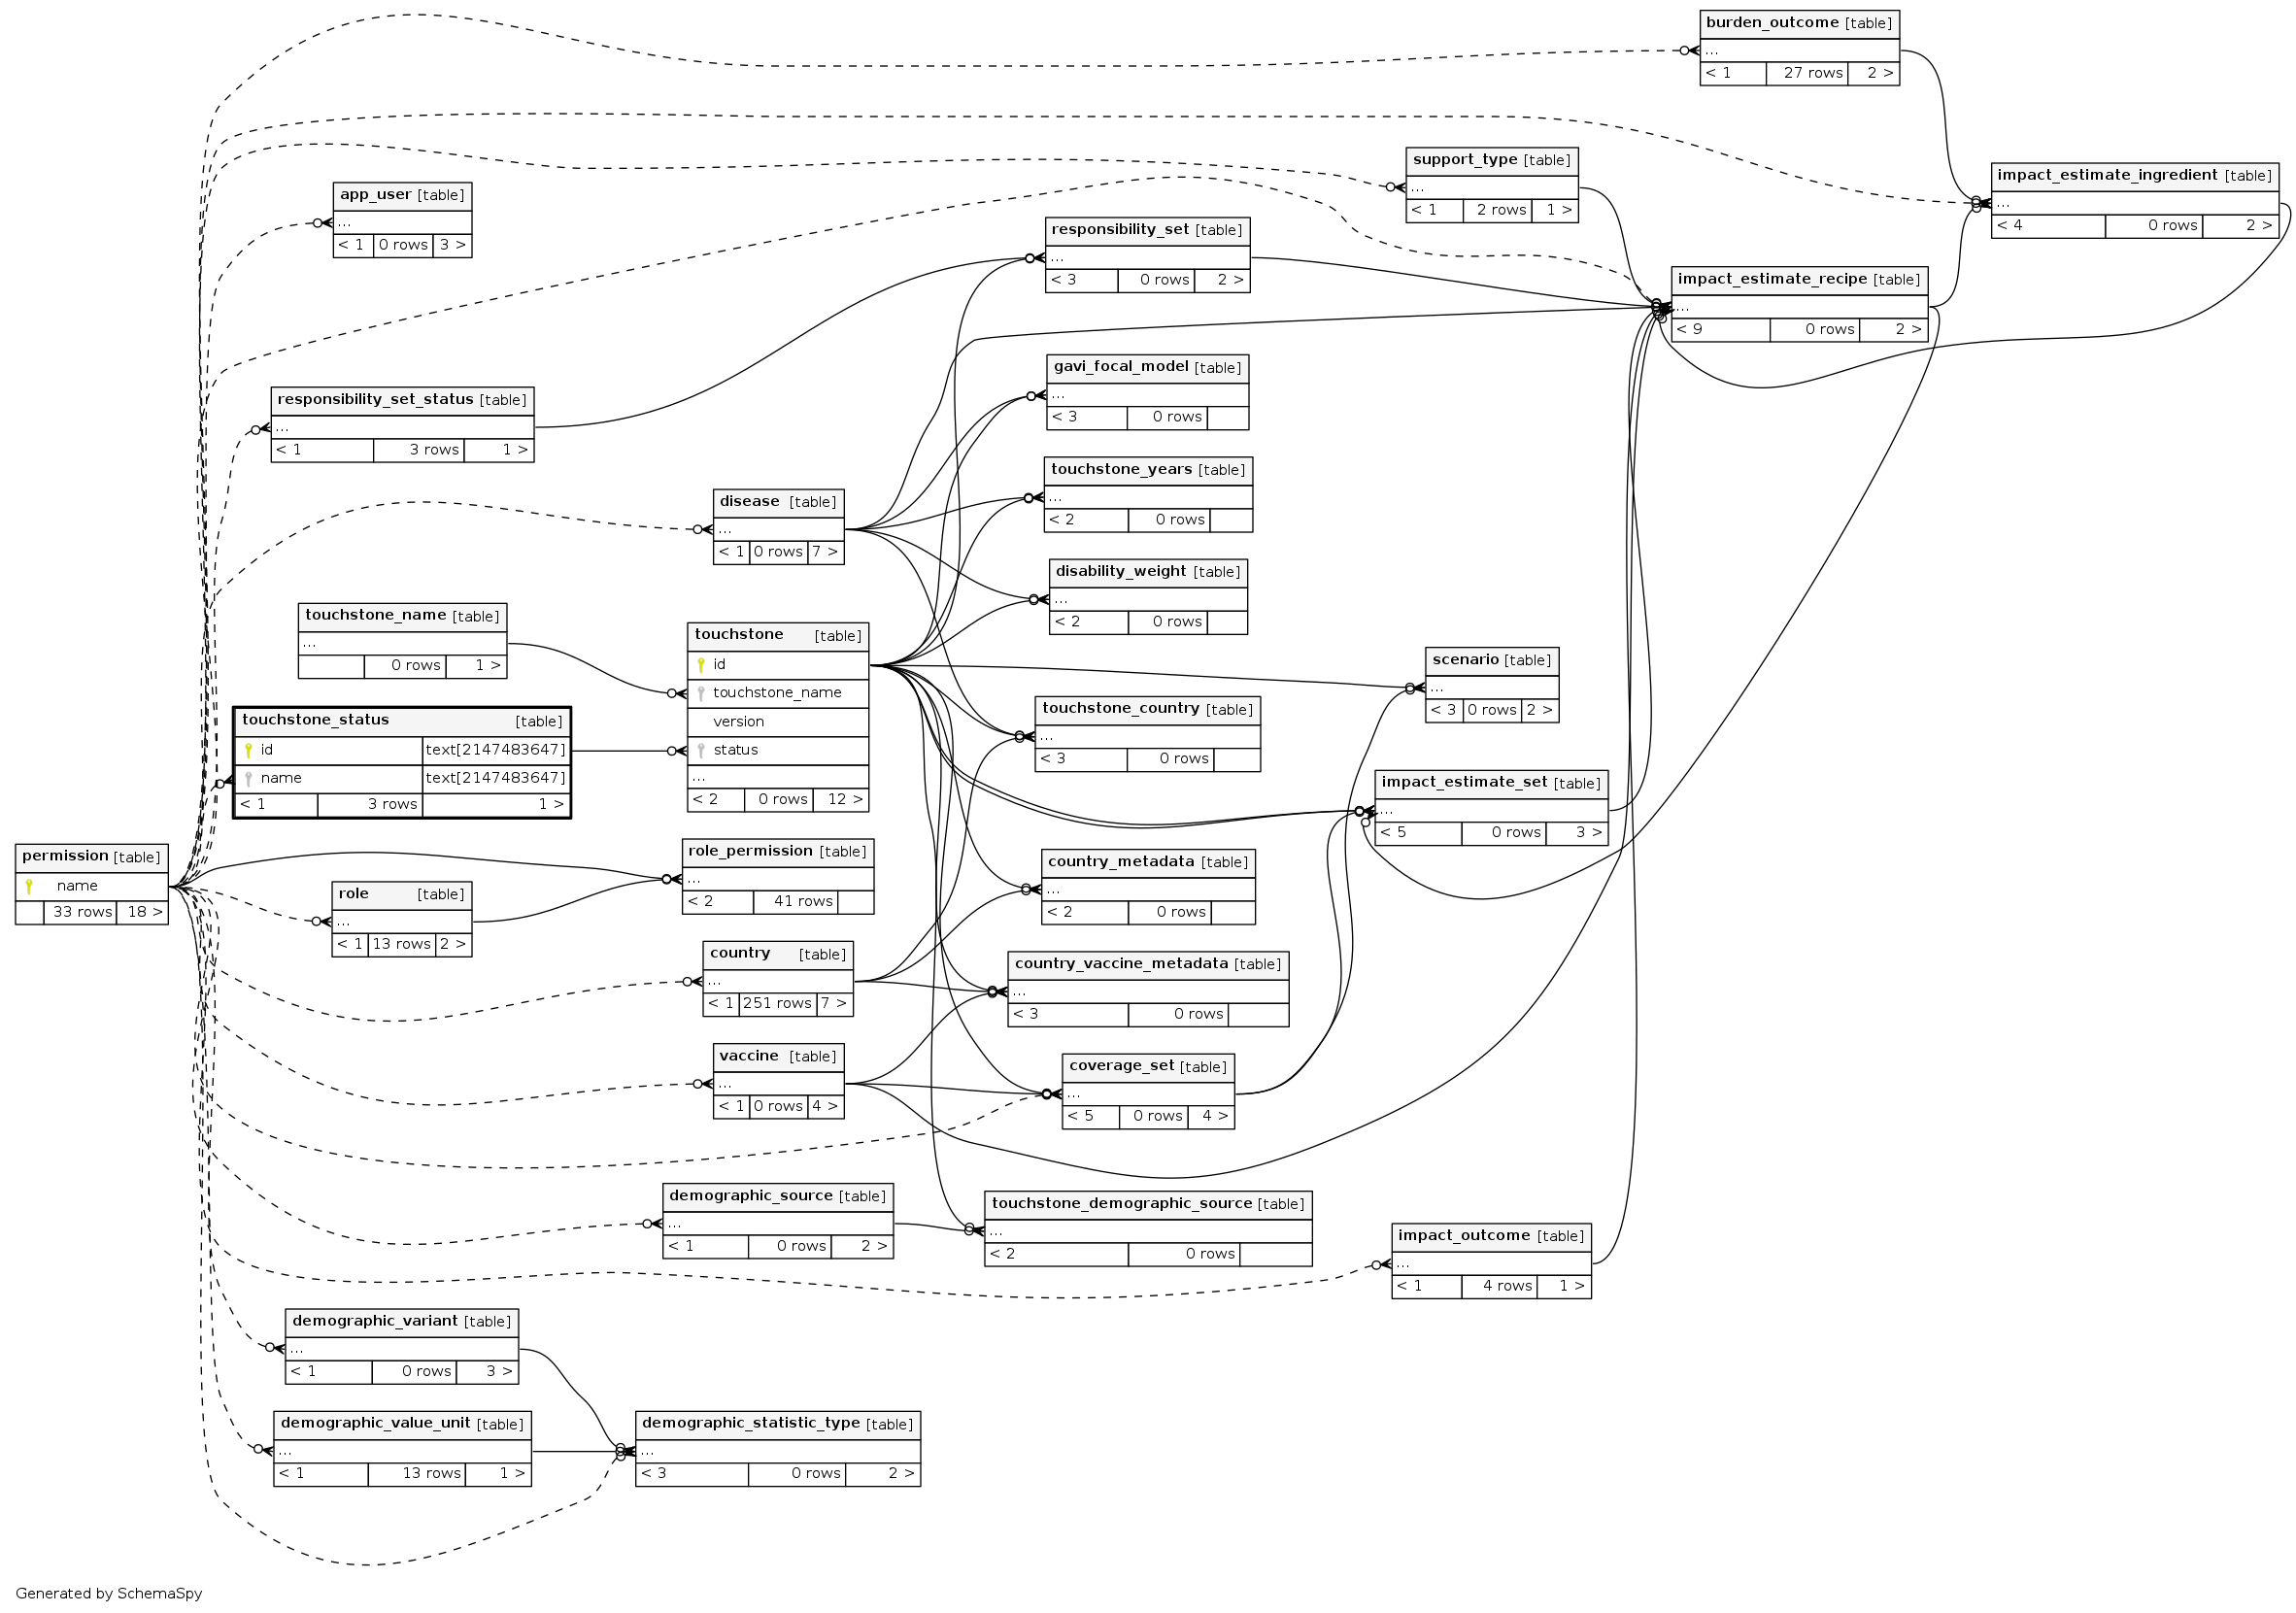 burden_outcome [table]
...
< 1 27 rows 2 >
support_type [table]
...
< 1 2 rows 1 >
impact_estimate_ingredient [table]
...
< 4 0 rows 2 >
app_user [table]
...
< 1 0 rows 3 >
responsibility_set [table]
...
< 3 0 rows 2 >
impact_estimate_recipe [table]
...
< 9 0 rows 2 >
gavi_focal_model [table]
...
< 3 0 rows
responsibility_set_status [table]
...
< 1 3 rows 1 >
touchstone_years [table]
...
< 2 0 rows
disease [table]
...
< 1 0 rows 7 >
disability_weight [table]
...
< 2 0 rows
touchstone_name [table]
...
0 rows 1 >
touchstone [table]
id
touchstone_name
version
status
...
< 2 0 rows 12 >
scenario [table]
...
< 3 0 rows 2 >
touchstone_status [table]
id text[2147483647]
name text[2147483647]
< 1 3 rows 1 >
touchstone_country [table]
...
< 3 0 rows
impact_estimate_set [table]
...
< 5 0 rows 3 >
permission [table]
name
33 rows 18 >
role_permission [table]
...
< 2 41 rows
country_metadata [table]
...
< 2 0 rows
role [table]
...
< 1 13 rows 2 >
country [table]
...
< 1 251 rows 7 >
country_vaccine_metadata [table]
...
< 3 0 rows
vaccine [table]
...
< 1 0 rows 4 >
coverage_set [table]
...
< 5 0 rows 4 >
demographic_source [table]
...
< 1 0 rows 2 >
touchstone_demographic_source [table]
...
< 2 0 rows
impact_outcome [table]
...
< 1 4 rows 1 >
demographic_variant [table]
...
< 1 0 rows 3 >
demographic_value_unit [table]
...
< 1 13 rows 1 >
demographic_statistic_type [table]
...
< 3 0 rows 2 >
Generated by SchemaSpy